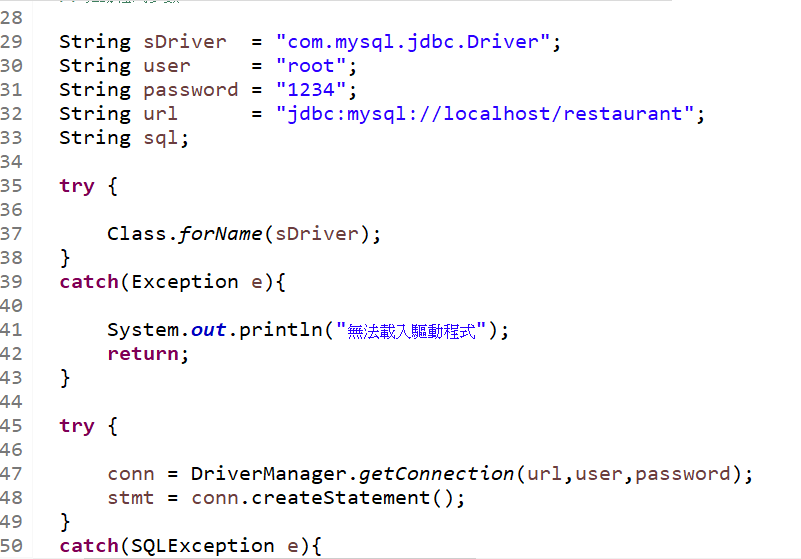 28
29 String sDriver  = "com.mysql.jdbc.Driver";
30 String user     = "root";
31 String password = "1234";
32 String url      = "jdbc:mysql://localhost/restaurant";
33 String sql;
34
35 try {
36
37     Class.forName(sDriver);
38 }
39 catch(Exception e){
40
41     System.out.println("無法載入驅動程式");
42     return;
43 }
44
45 try {
46
47     conn = DriverManager.getConnection(url,user,password);
48     stmt = conn.createStatement();
49 }
50 catch(SQLException e){